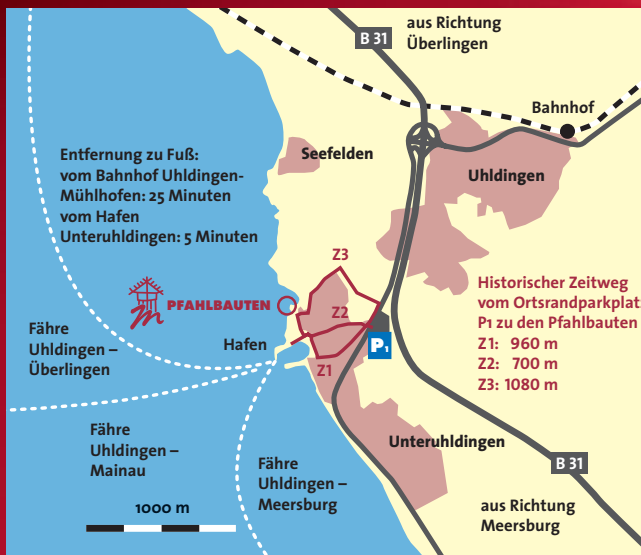 aus Richtung
Überlingen
B 31
Bahnhof
Entfernung zu Fuß:
vom Bahnhof Uhldingen-
Mühlhofen: 25 Minuten
vom Hafen
Unteruhldingen: 5 Minuten
Seefelden
Uhldingen
Z3
PFAHLBAUTEN
Z2
Historischer Zeitweg
vom Ortsrandparkplatz
P1 zu den Pfahlbauten
Z1: 960 m
Z2: 700 m
Z3: 1080 m
Hafen
P1
Z1
Fähre
Uhldingen –
Überlingen
Fähre
Uhldingen –
Mainau
Fähre
Uhldingen –
Meersburg
Unteruhldingen
B 31
aus Richtung
Meersburg
1000 m